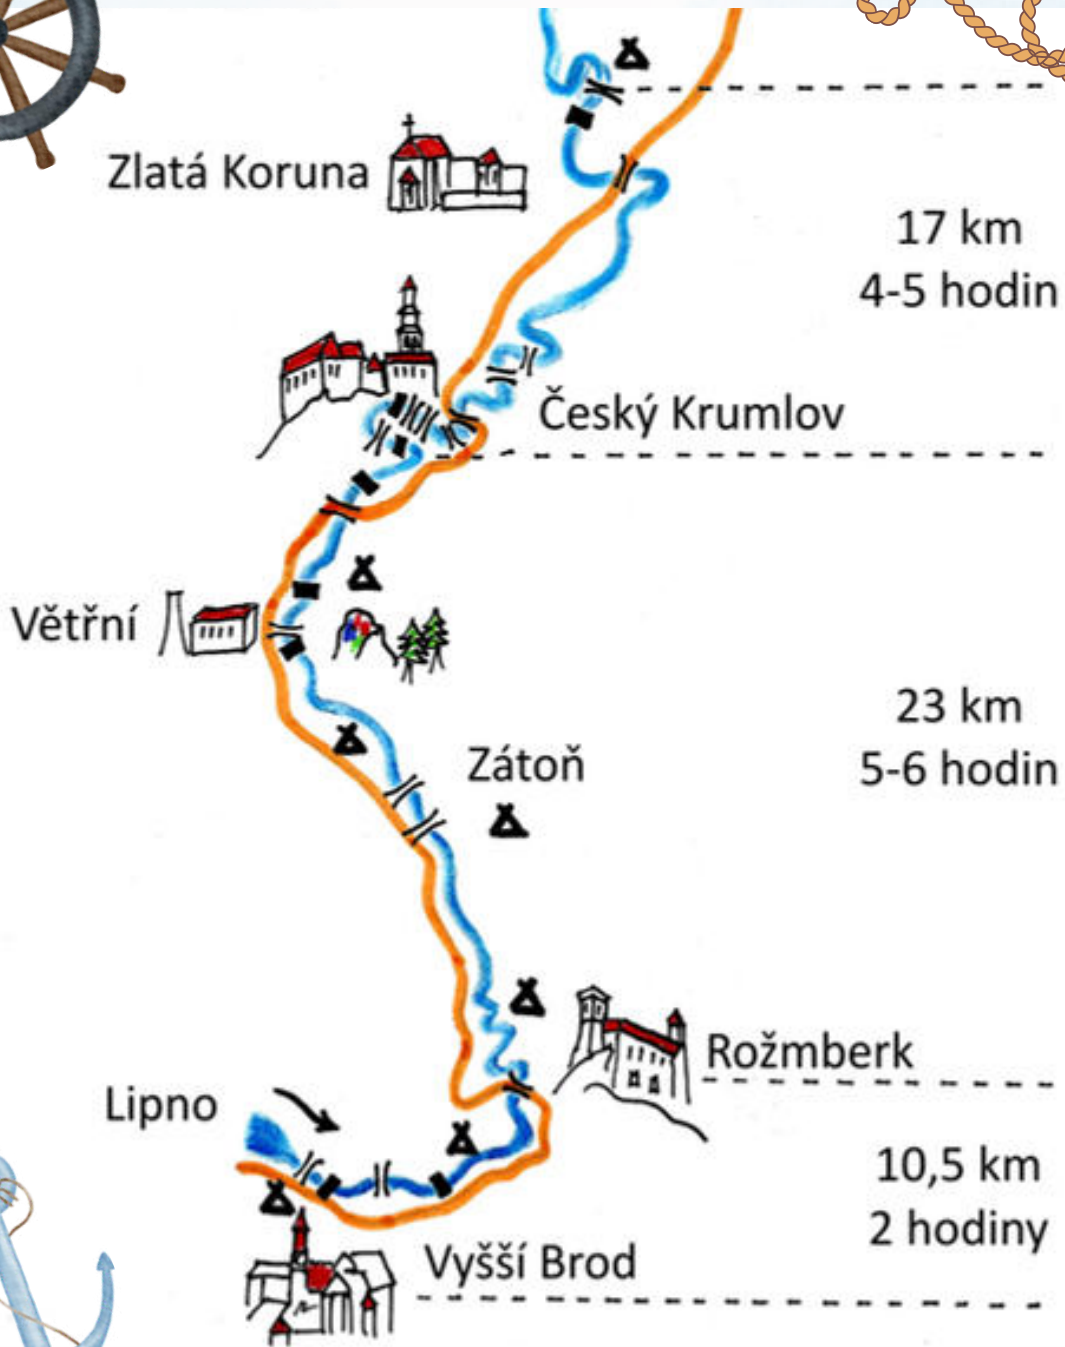 Zlatá Koruna
17 km
4-5 hodin
Český Krumlov
Větřní
23 km
5-6 hodin
Zátoň
Rožmberk
Lipno
10,5 km
2 hodiny
Vyšší Brod